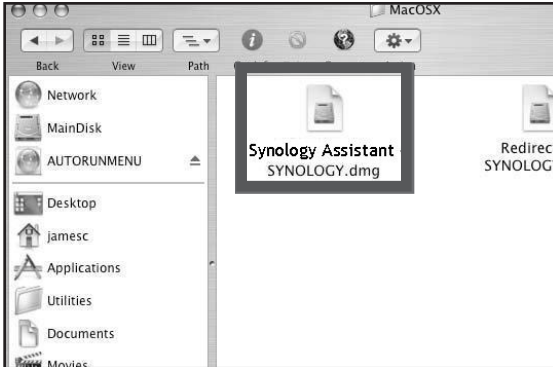 MacOSX
Back View Path
Network
MainDisk
AUTORUNMENU
Desktop
jamesc
Applications
Utilities
Documents
Movies
Synology Assistant
SYNOLOGY.dmg
Redirec
SYNOLOG